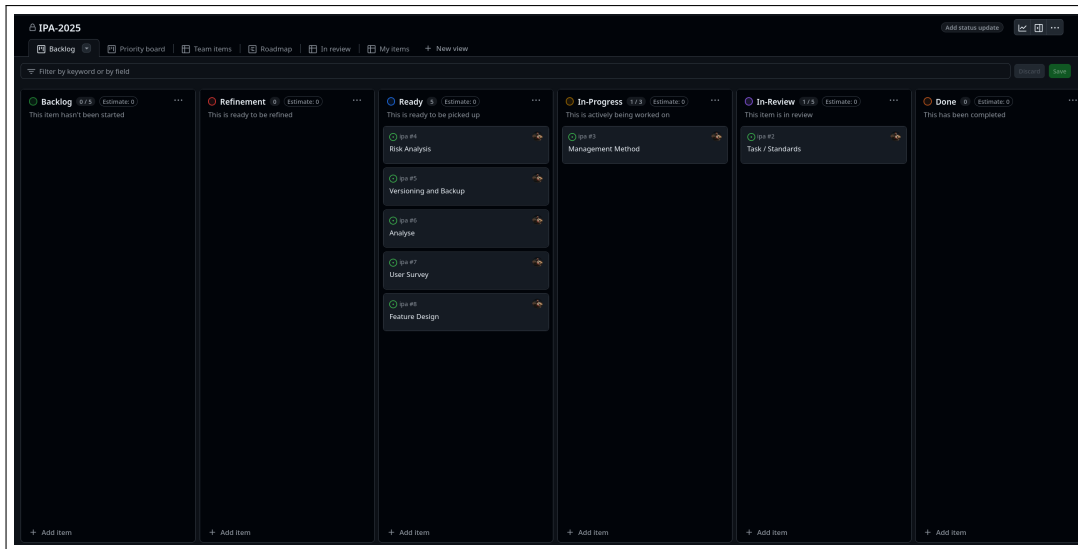 IPA-2025
Add status update
Backlog
Priority board
Team items
Roadmap
In review
My items
+ New view
Filter by keyword or by field
Discard
Save
Backlog 0 / 5 Estimate: 0
This item hasn't been started
+ Add item
Refinement 0 Estimate: 0
This is ready to be refined
+ Add item
Ready 5 Estimate: 0
This is ready to be picked up
ipa #4
Risk Analysis
ipa #5
Versioning and Backup
ipa #6
Analyse
ipa #7
User Survey
ipa #8
Feature Design
+ Add item
In-Progress 1 / 3 Estimate: 0
This is actively being worked on
ipa #3
Management Method
+ Add item
In-Review 1 / 5 Estimate: 0
This item is in review
ipa #2
Task / Standards
+ Add item
Done 0 Estimate: 0
This has been completed
+ Add item